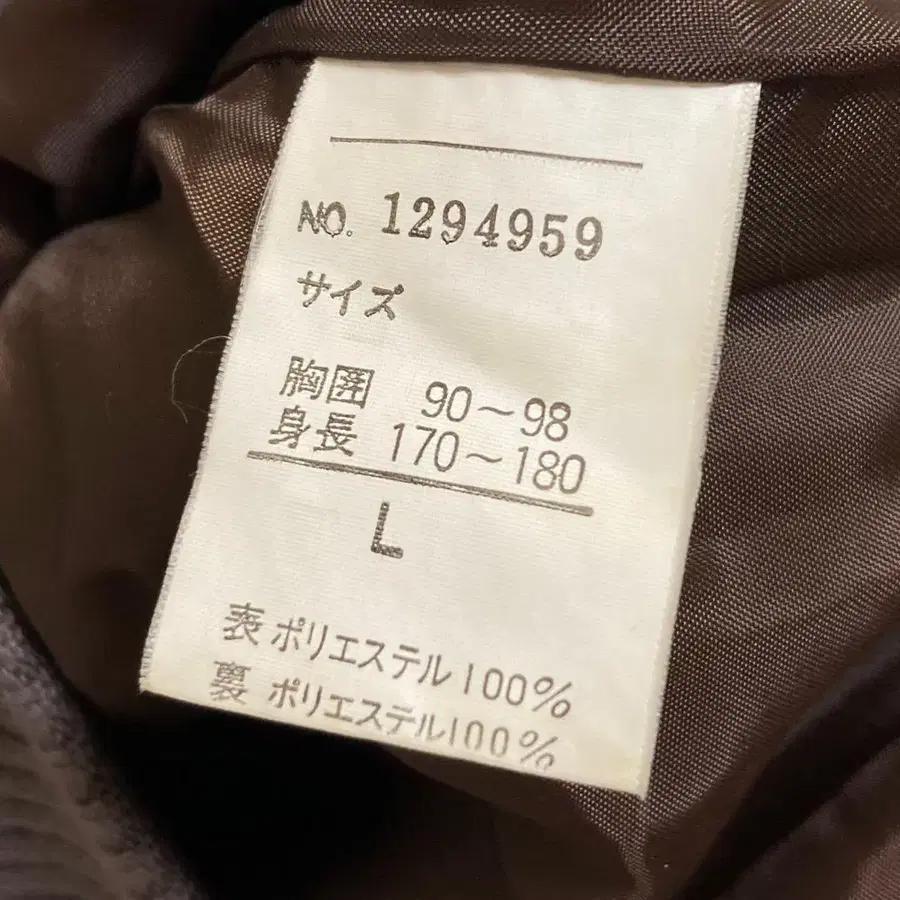 NO. 1294959
サイズ
胸囲 90～98
身長 170～180
L
表 ポリエステル100%
裏 ポリエステル100%